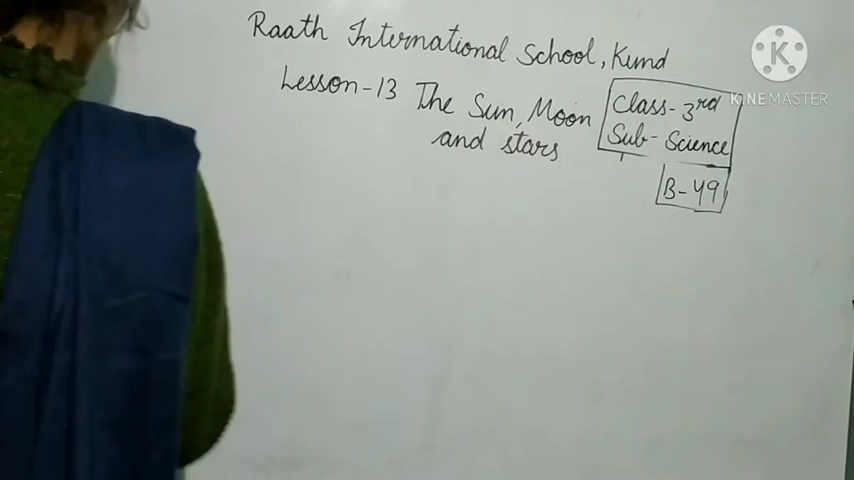 Raath International School, Kund
Lesson-13 The Sun, Moon
and stars
Class- 3rd
Sub- Science
B-49
K
KINEMASTER